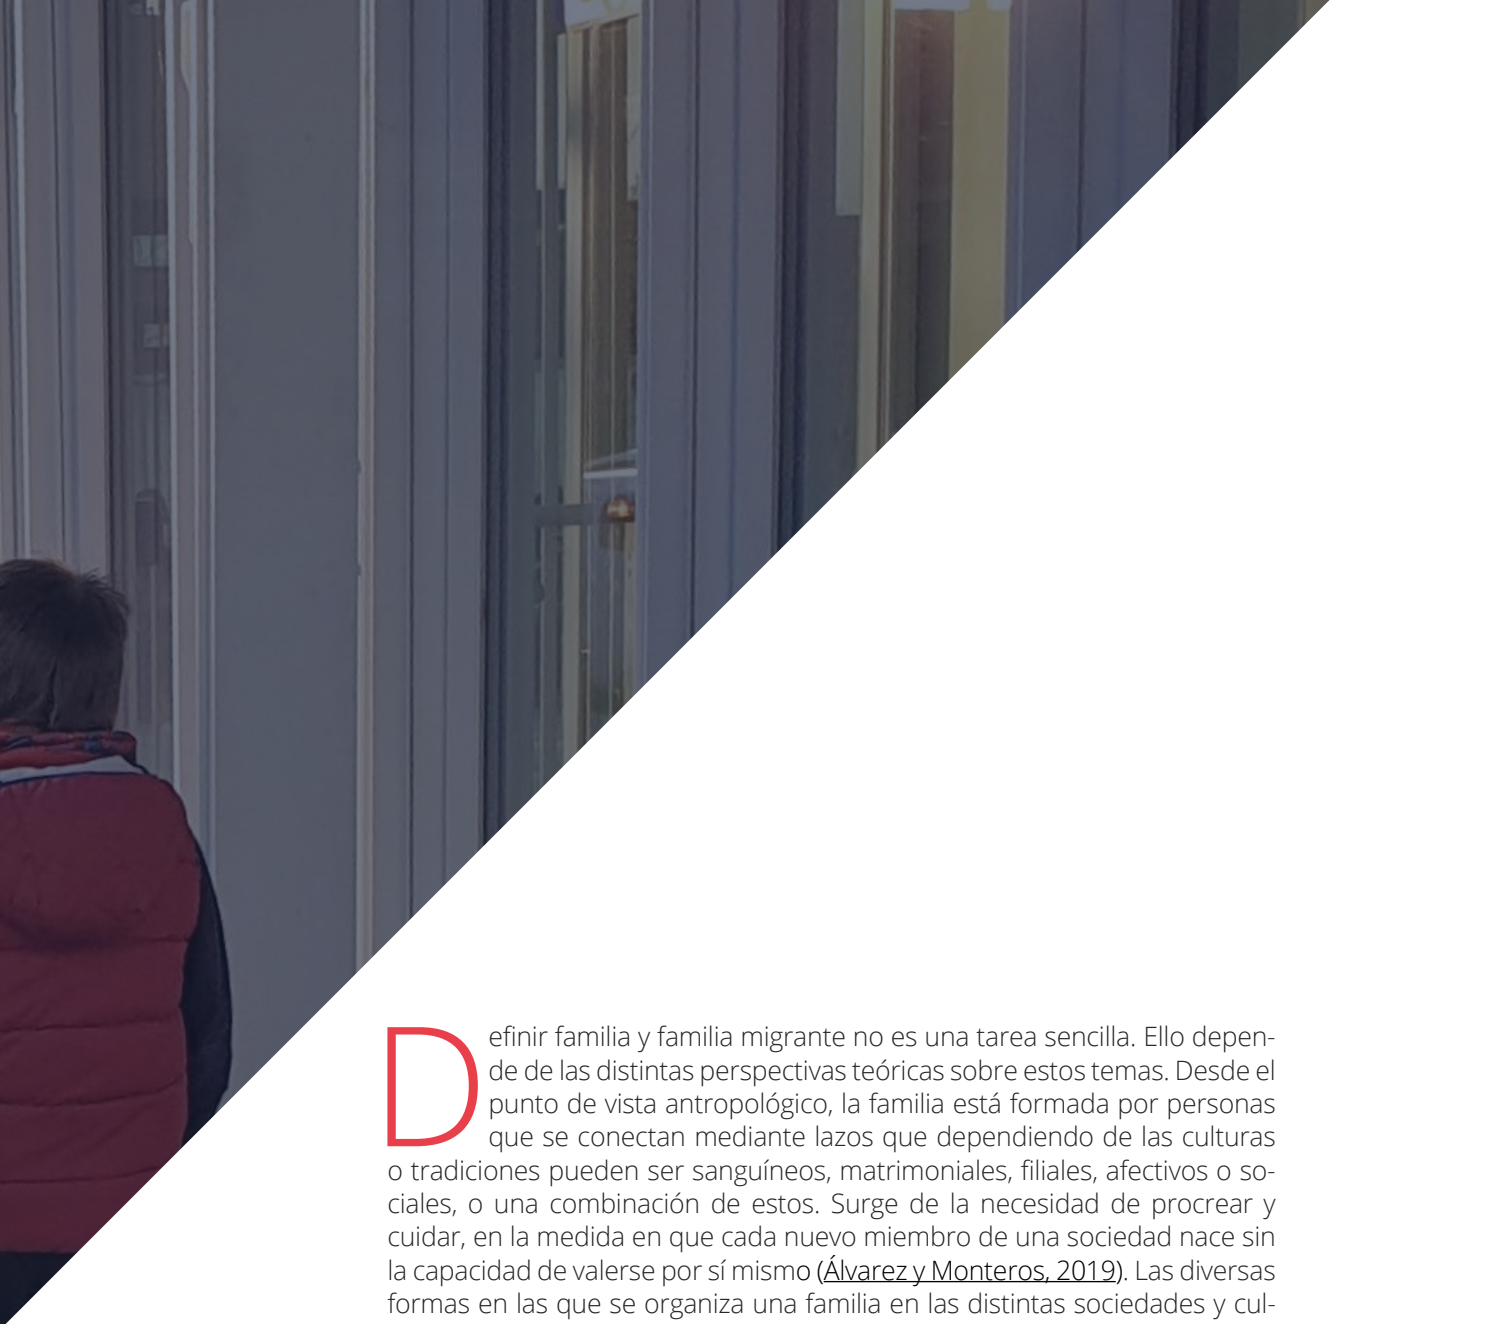 Definir familia y familia migrante no es una tarea sencilla. Ello depen-
de de las distintas perspectivas teóricas sobre estos temas. Desde el
punto de vista antropológico, la familia está formada por personas
que se conectan mediante lazos que dependiendo de las culturas
o tradiciones pueden ser sanguíneos, matrimoniales, filiales, afectivos o so-
ciales, o una combinación de estos. Surge de la necesidad de procrear y
cuidar, en la medida en que cada nuevo miembro de una sociedad nace sin
la capacidad de valerse por sí mismo (Álvarez y Monteros, 2019). Las diversas
formas en las que se organiza una familia en las distintas sociedades y cul-